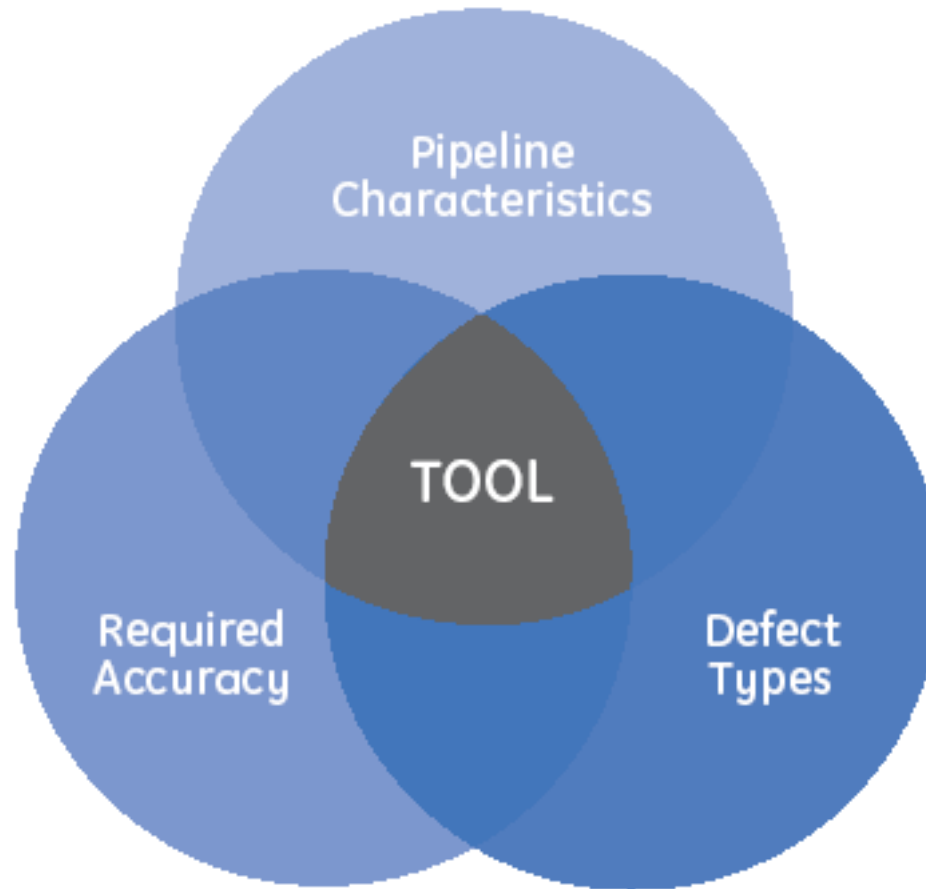 Pipeline
Characteristics
TOOL
Required
Accuracy
Defect
Types